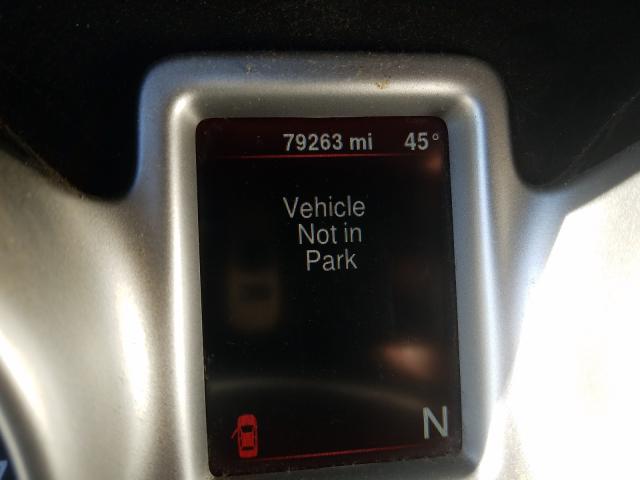 79263 mi 45°
Vehicle
Not in
Park
N